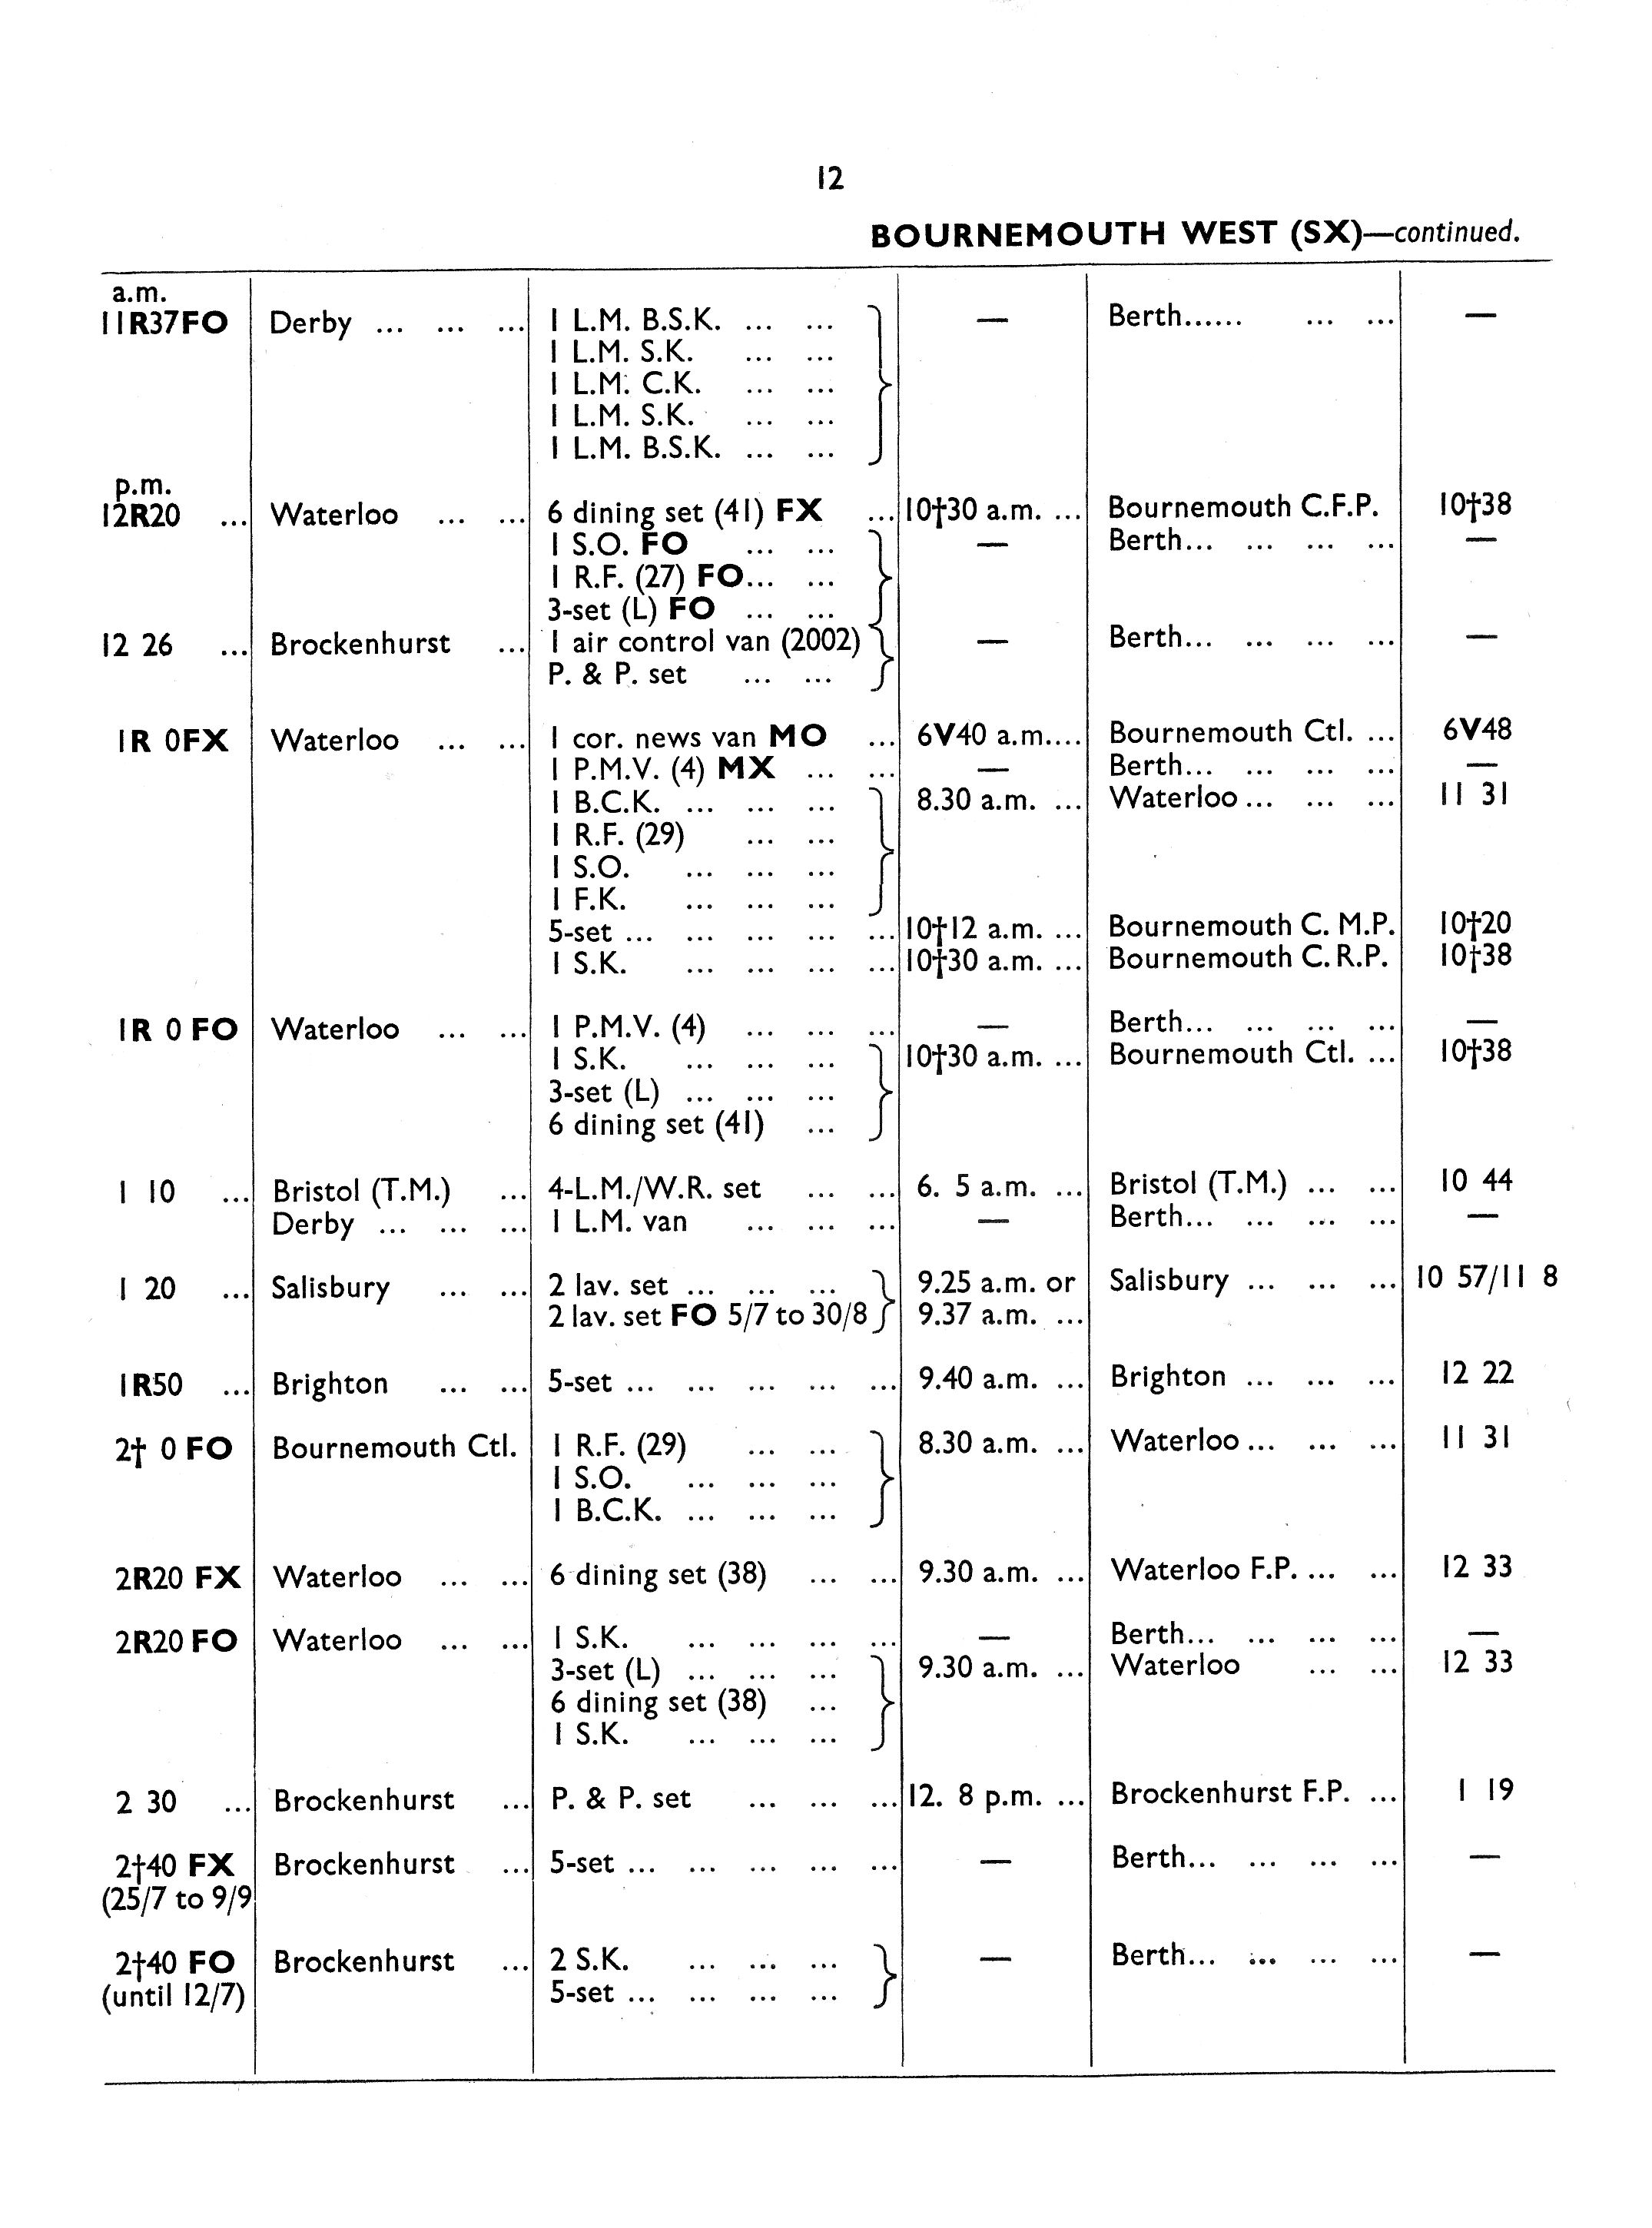 12
BOURNEMOUTH WEST (SX)—continued.
a.m.
11R37FO Derby ... ... ... 1 L.M. B.S.K. ... ... — Berth...... ... ... —
1 L.M. S.K. ... ...
1 L.M. C.K. ... ...
1 L.M. S.K. ... ...
1 L.M. B.S.K. ... ...
p.m.
12R20 ... Waterloo ... ... 6 dining set (41) FX ... 10†30 a.m. ... Bournemouth C.F.P. 10†38
1 S.O. FO ... ... — Berth... ... ... ... —
1 R.F. (27) FO... ...
3-set (L) FO ... ...
12 26 ... Brockenhurst ... 1 air control van (2002) — Berth... ... ... ... —
P. & P. set ... ...
1R 0FX Waterloo ... ... 1 cor. news van MO ... 6V40 a.m.... Bournemouth Ctl. ... 6V48
1 P.M.V. (4) MX ... ... — Berth... ... ... ... —
1 B.C.K. ... ... ... 8.30 a.m. ... Waterloo ... ... ... 11 31
1 R.F. (29) ... ...
1 S.O. ... ... ...
1 F.K. ... ... ...
5-set ... ... ... ... ... 10†12 a.m. ... Bournemouth C. M.P. 10†20
1 S.K. ... ... ... ... 10†30 a.m. ... Bournemouth C. R.P. 10†38
1R 0 FO Waterloo ... ... 1 P.M.V. (4) ... ... ... — Berth... ... ... ... —
1 S.K. ... ... ... 10†30 a.m. ... Bournemouth Ctl. ... 10†38
3-set (L) ... ... ...
6 dining set (41) ...
1 10 ... Bristol (T.M.) ... 4-L.M./W.R. set ... ... 6. 5 a.m. ... Bristol (T.M.) ... ... 10 44
Derby ... ... ... 1 L.M. van ... ... ... — Berth... ... ... ... —
1 20 ... Salisbury ... ... 2 lav. set ... ... ... 9.25 a.m. or Salisbury ... ... ... 10 57/11 8
2 lav. set FO 5/7 to 30/8 9.37 a.m. ...
1R50 ... Brighton ... ... 5-set ... ... ... ... ... 9.40 a.m. ... Brighton ... ... ... 12 22
2† 0 FO Bournemouth Ctl. 1 R.F. (29) ... ... 8.30 a.m. ... Waterloo ... ... ... 11 31
1 S.O. ... ... ...
1 B.C.K. ... ... ...
2R20 FX Waterloo ... ... 6 dining set (38) ... ... 9.30 a.m. ... Waterloo F.P. ... ... 12 33
2R20 FO Waterloo ... ... 1 S.K. ... ... ... ... — Berth... ... ... ... —
3-set (L) ... ... ... 9.30 a.m. ... Waterloo ... ... 12 33
6 dining set (38) ...
1 S.K. ... ... ...
2 30 ... Brockenhurst ... P. & P. set ... ... ... 12. 8 p.m. ... Brockenhurst F.P. ... 1 19
2†40 FX Brockenhurst ... 5-set ... ... ... ... ... — Berth... ... ... ... —
(25/7 to 9/9
2†40 FO Brockenhurst ... 2 S.K. ... ... ... — Berth... ... ... ... —
(until 12/7) 5-set ... ... ... ...